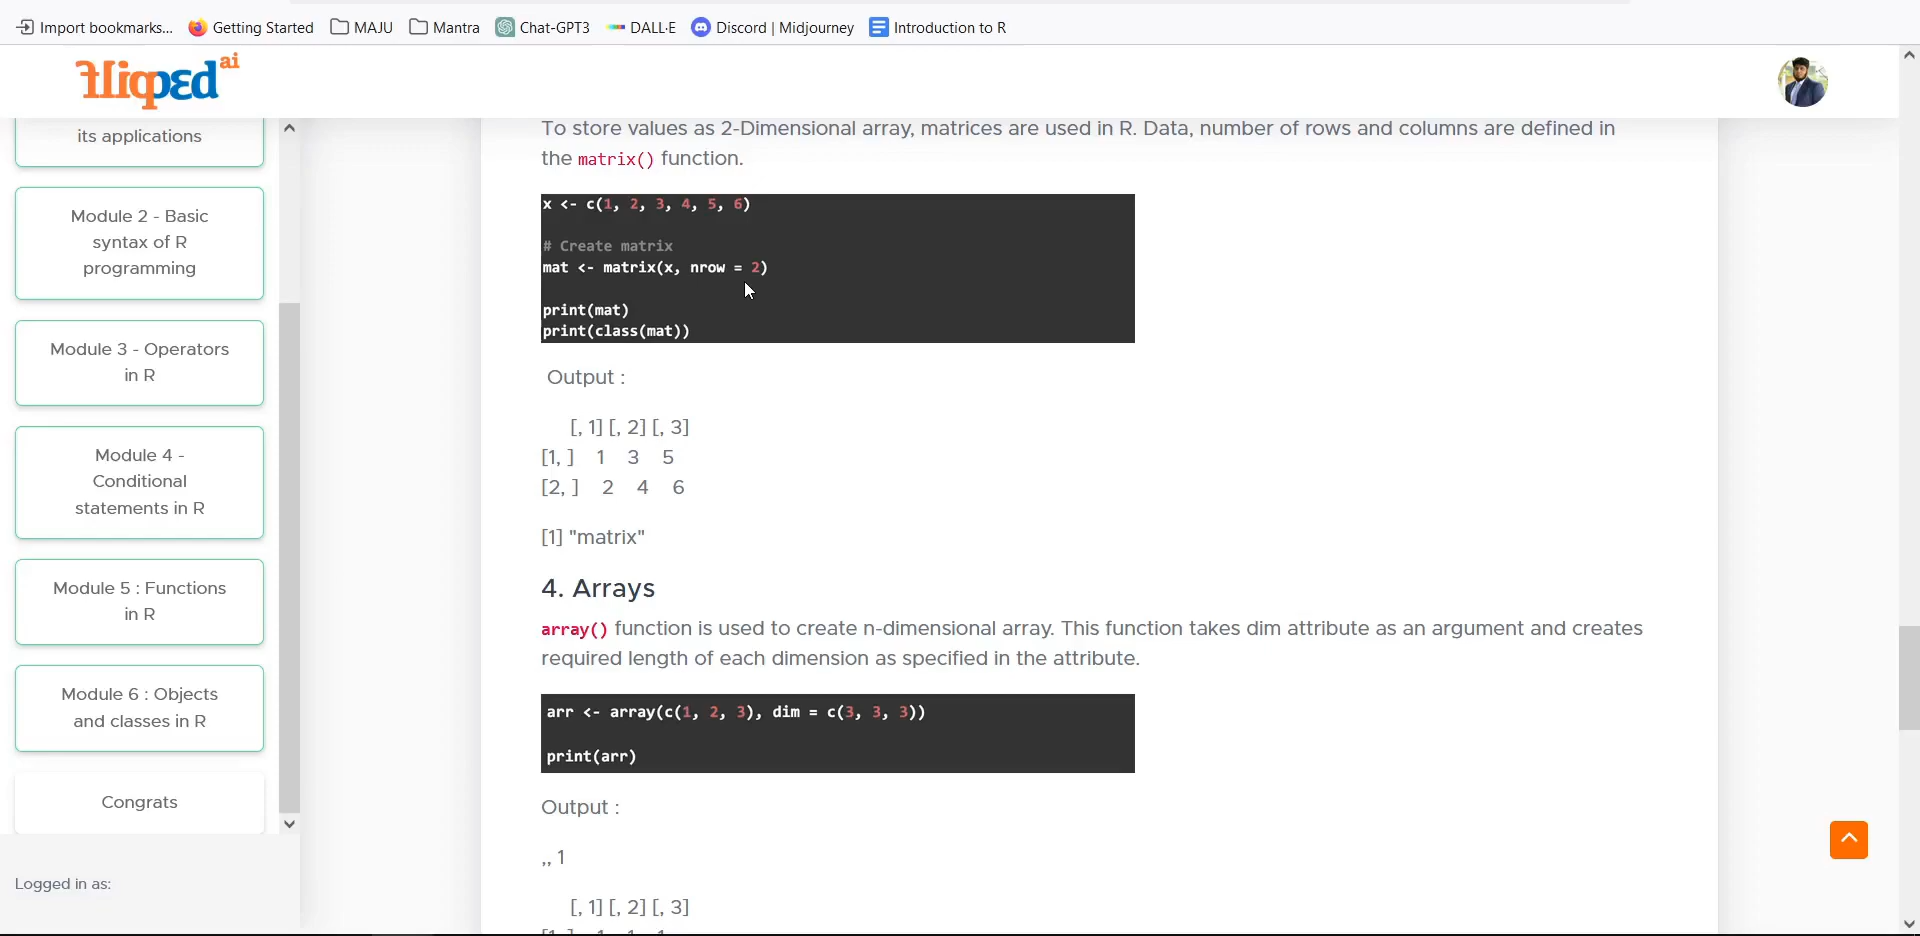 Import bookmarks... Getting Started MAJU Mantra Chat-GPT3 DALL·E Discord | Midjourney Introduction to R
fliqped ai
its applications
Module 2 - Basic
syntax of R
programming
Module 3 - Operators
in R
Module 4 -
Conditional
statements in R
Module 5 : Functions
in R
Module 6 : Objects
and classes in R
Congrats
Logged in as:
To store values as 2-Dimensional array, matrices are used in R. Data, number of rows and columns are defined in
the matrix() function.
x <- c(1, 2, 3, 4, 5, 6)
# Create matrix
mat <- matrix(x, nrow = 2)
print(mat)
print(class(mat))
Output :
[, 1] [, 2] [, 3]
[1, ] 1 3 5
[2, ] 2 4 6
[1] "matrix"
4. Arrays
array() function is used to create n-dimensional array. This function takes dim attribute as an argument and creates
required length of each dimension as specified in the attribute.
arr <- array(c(1, 2, 3), dim = c(3, 3, 3))
print(arr)
Output :
,, 1
[, 1] [, 2] [, 3]